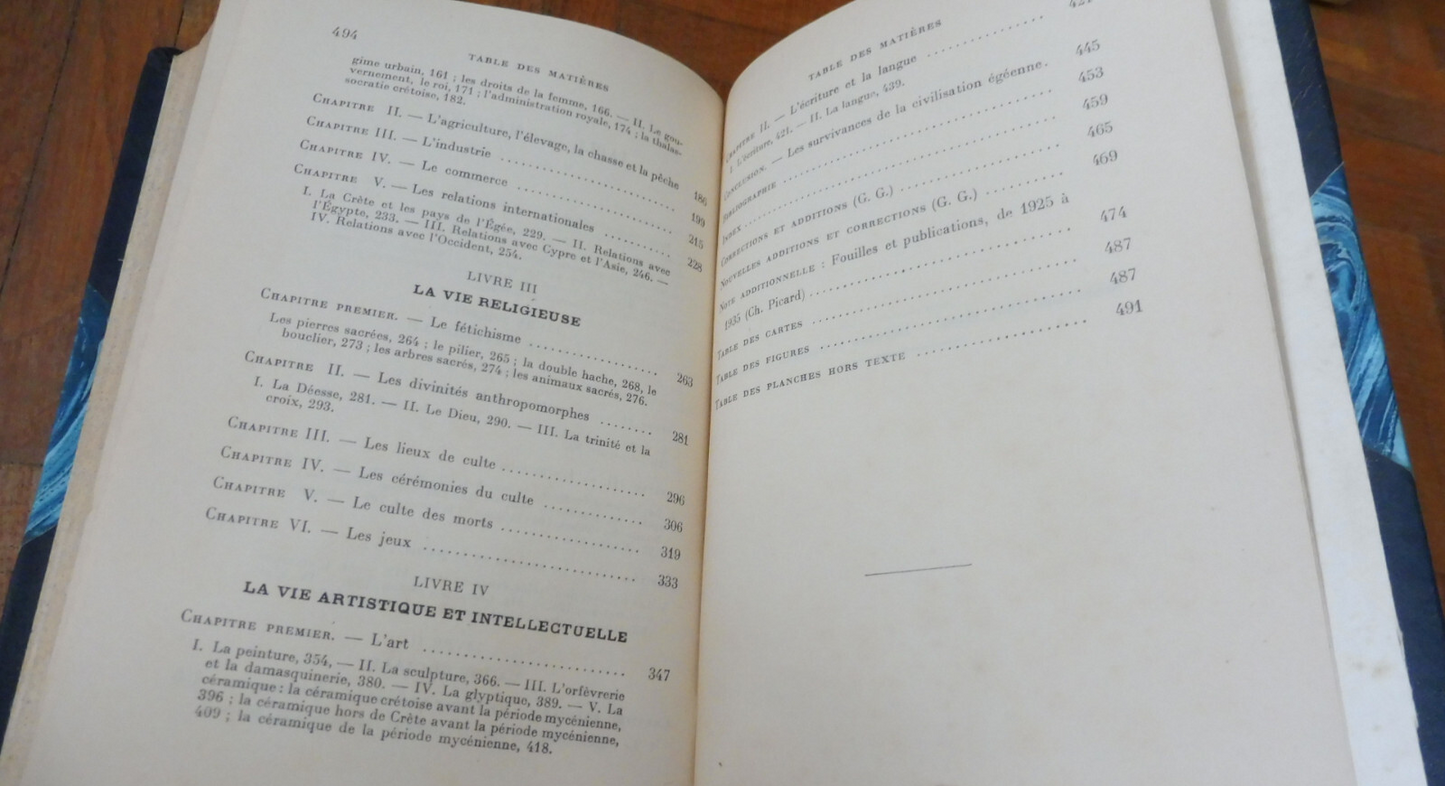 494
TABLE DES MATIÈRES
gime urbain, 161 ; les droits de la femme, 166. — II. Le gou-
vernement, le roi, 171 ; l'administration royale, 174 ; la thalas-
socratie crétoise, 182.
CHAPITRE II. — L'agriculture, l'élevage, la chasse et la pêche 186
CHAPITRE III. — L'industrie .......... 199
CHAPITRE IV. — Le commerce .......... 215
CHAPITRE V. — Les relations internationales .......... 228
I. La Crête et les pays de l'Égée, 229. — II. Relations avec
l'Égypte, 233. — III. Relations avec Cypre et l'Asie, 246. —
IV. Relations avec l'Occident, 254.
LIVRE III
LA VIE RELIGIEUSE
CHAPITRE PREMIER. — Le fétichisme .......... 263
Les pierres sacrées, 264 ; le pilier, 265 ; la double hache, 268, le
bouclier, 273 ; les arbres sacrés, 274 ; les animaux sacrés, 276.
CHAPITRE II. — Les divinités anthropomorphes ........ 281
I. La Déesse, 281. — II. Le Dieu, 290. — III. La trinité et la
croix, 293.
CHAPITRE III. — Les lieux de culte .......... 296
CHAPITRE IV. — Les cérémonies du culte .......... 306
CHAPITRE V. — Le culte des morts .......... 319
CHAPITRE VI. — Les jeux .......... 333
LIVRE IV
LA VIE ARTISTIQUE ET INTELLECTUELLE
CHAPITRE PREMIER. — L'art .......... 347
I. La peinture, 354, — II. La sculpture, 366. — III. L'orfèvrerie
et la damasquinerie, 380. — IV. La glyptique, 389. — V. La
céramique : la céramique crétoise avant la période mycénienne,
396 ; la céramique hors de Crête avant la période mycénienne,
409 ; la céramique de la période mycénienne, 418.
TABLE DES MATIÈRES
CHAPITRE II. — L'écriture et la langue .......... 421
I. L'écriture, 421. — II. La langue, 439.
CONCLUSION. — Les survivances de la civilisation égéenne. 445
BIBLIOGRAPHIE .......... 453
INDEX .......... 459
CORRECTIONS ET ADDITIONS (G. G.) .......... 465
NOUVELLES ADDITIONS ET CORRECTIONS (G. G.) .......... 469
NOTE ADDITIONNELLE : Fouilles et publications, de 1925 à
1935 (Ch. Picard) .......... 474
TABLE DES CARTES .......... 487
TABLE DES FIGURES .......... 487
TABLE DES PLANCHES HORS TEXTE .......... 491